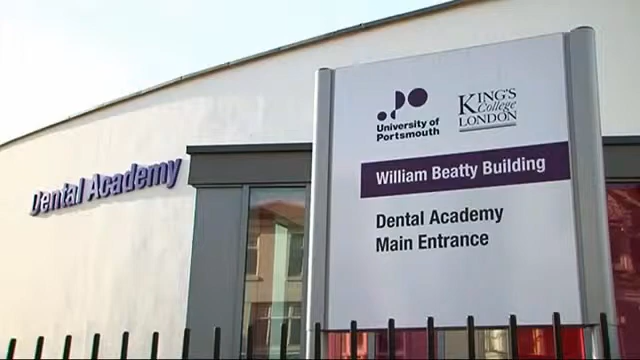 Dental Academy
University of
Portsmouth
KING'S
College
LONDON
William Beatty Building
Dental Academy
Main Entrance